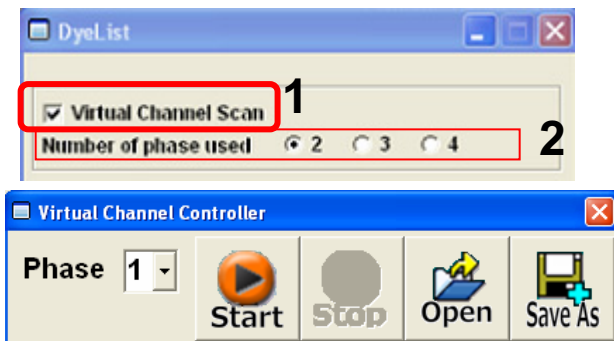 DyeList
1
Virtual Channel Scan
Number of phase used 2 3 4
2
Virtual Channel Controller
Phase 1
Start Stop Open Save As